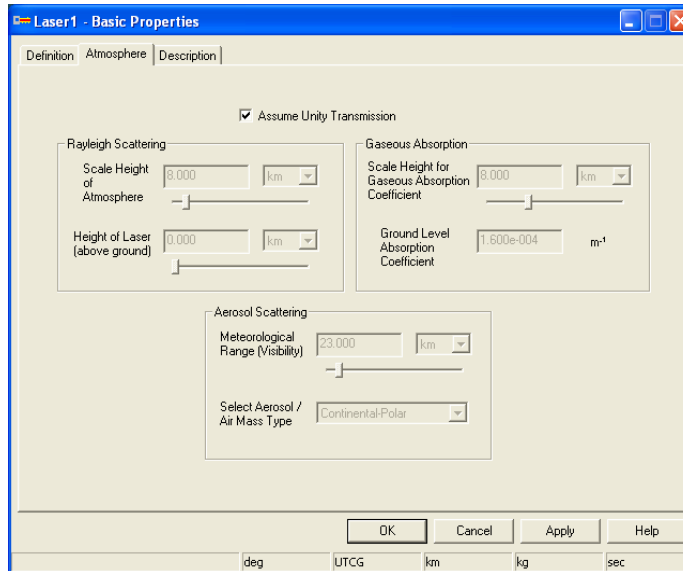 Laser1 - Basic Properties
Definition Atmosphere Description
Assume Unity Transmission
Rayleigh Scattering
Scale Height
of
Atmosphere
8.000 km
Height of Laser
(above ground)
0.000 km
Gaseous Absorption
Scale Height for
Gaseous Absorption
Coefficient
8.000 km
Ground Level
Absorption
Coefficient
1.600e-004 m⁻¹
Aerosol Scattering
Meteorological
Range (Visibility)
23.000 km
Select Aerosol /
Air Mass Type
Continental-Polar
OK Cancel Apply Help
deg UTCG km kg sec